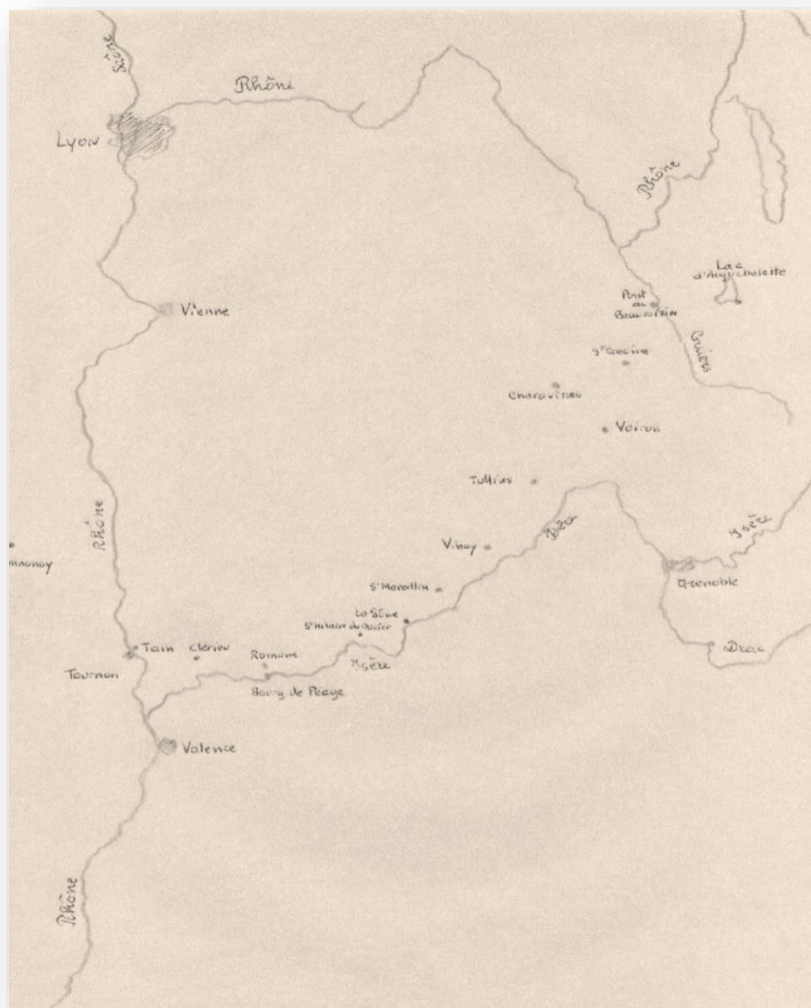 Saône
Rhône
Lyon
Rhône
Lac
d'Aiguebelette
Pont
de
Beauvoisin
Vienne
Guiers
St Geoire
Charavines
Voiron
Tullins
Rhône
Isère
Isère
Vinay
nnonay
Grenoble
St Marcellin
La Sône
St Hilaire du Rosier
Tain
Clérieu
Romans
Isère
Drac
Tournon
Bourg de Péage
Valence
Rhône